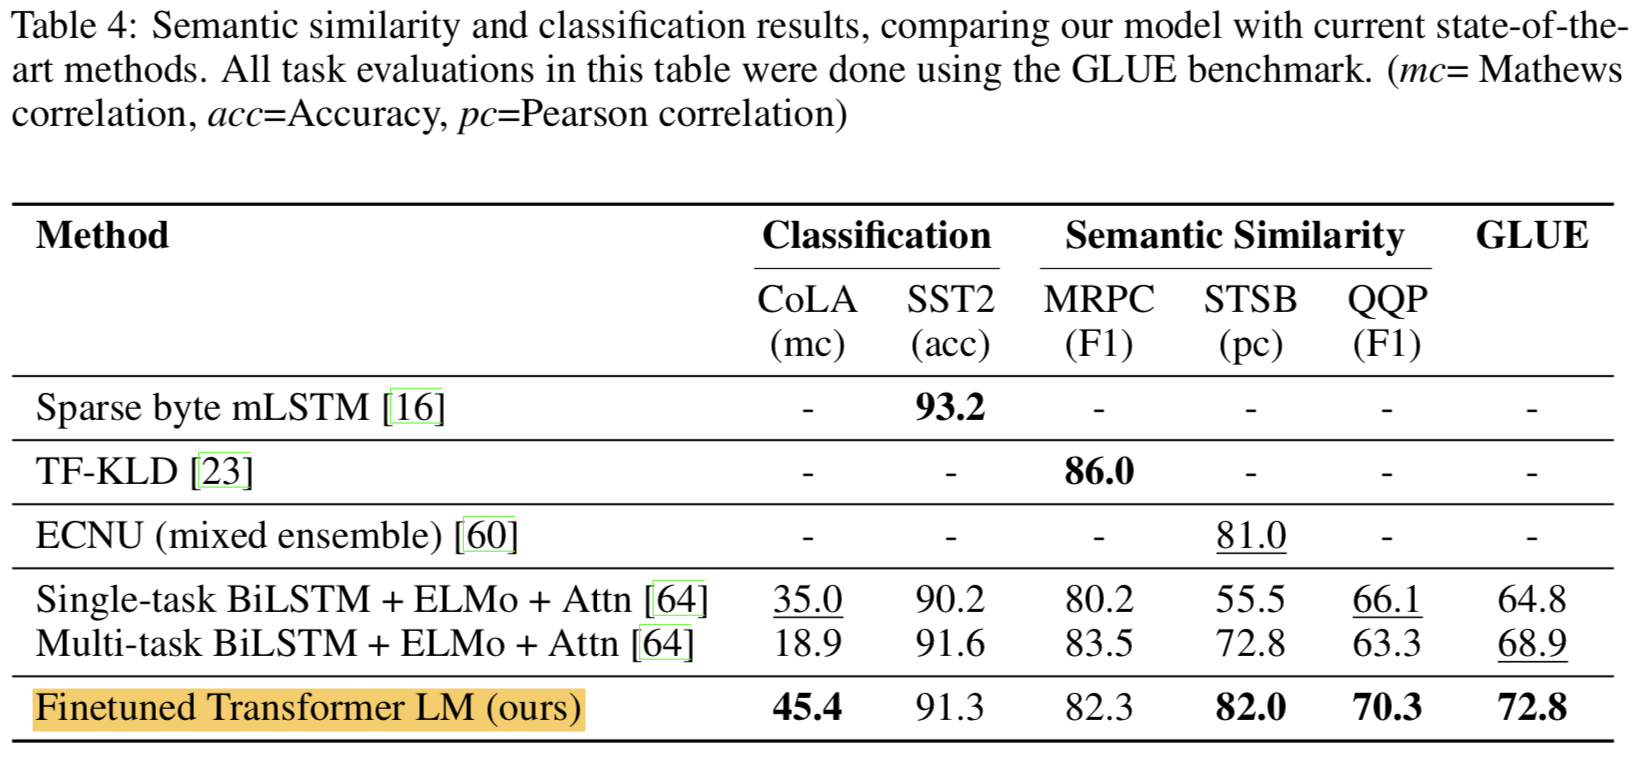 Table 4: Semantic similarity and classification results, comparing our model with current state-of-the-
art methods. All task evaluations in this table were done using the GLUE benchmark. (mc= Mathews
correlation, acc=Accuracy, pc=Pearson correlation)
Method Classification Semantic Similarity GLUE
CoLA SST2 MRPC STSB QQP
(mc) (acc) (F1) (pc) (F1)
Sparse byte mLSTM [16] - 93.2 - - - -
TF-KLD [23] - - 86.0 - - -
ECNU (mixed ensemble) [60] - - - 81.0 - -
Single-task BiLSTM + ELMo + Attn [64] 35.0 90.2 80.2 55.5 66.1 64.8
Multi-task BiLSTM + ELMo + Attn [64] 18.9 91.6 83.5 72.8 63.3 68.9
Finetuned Transformer LM (ours) 45.4 91.3 82.3 82.0 70.3 72.8